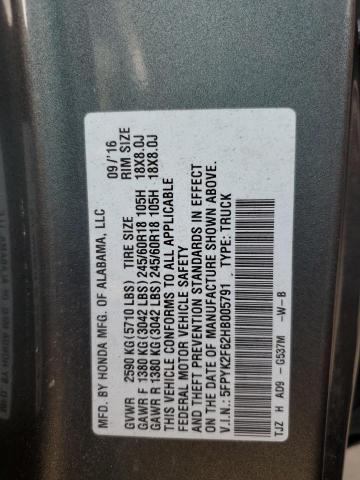 MFD. BY HONDA MFG. OF ALABAMA, LLC 09/'16
GVWR 2590 KG (5710 LBS) TIRE SIZE RIM SIZE
GAWR F 1380 KG (3042 LBS) 245/60R18 105H 18X8.0J
GAWR R 1380 KG (3042 LBS) 245/60R18 105H 18X8.0J
THIS VEHICLE CONFORMS TO ALL APPLICABLE
FEDERAL MOTOR VEHICLE SAFETY
AND THEFT PREVENTION STANDARDS IN EFFECT
ON THE DATE OF MANUFACTURE SHOWN ABOVE.
V.I.N.: 5FPYK2F62HB005791 TYPE: TRUCK
TJZ H AD9 - G537M -W-B